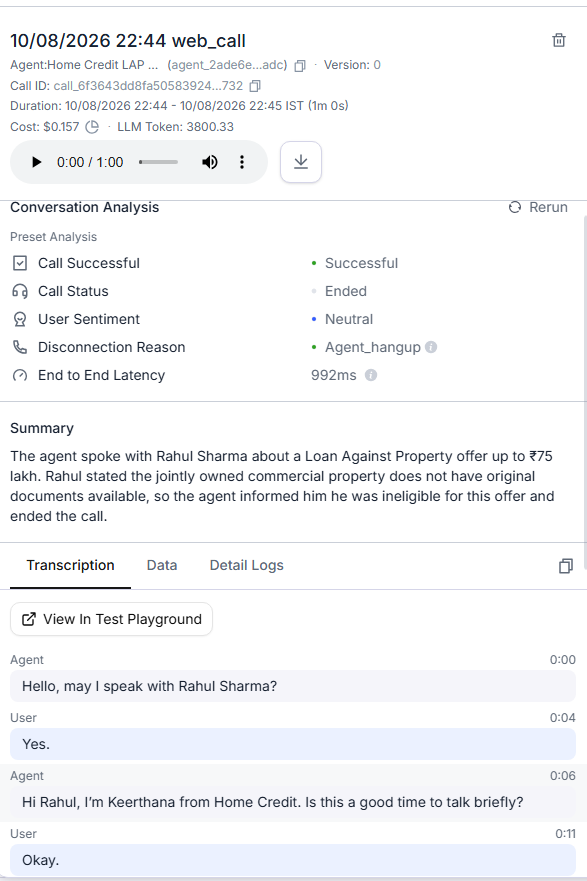 10/08/2026 22:44 web_call
Agent:Home Credit LAP ... (agent_2ade6e...adc) · Version: 0
Call ID: call_6f3643dd8fa50583924...732
Duration: 10/08/2026 22:44 - 10/08/2026 22:45 IST (1m 0s)
Cost: $0.157 · LLM Token: 3800.33
0:00 / 1:00
Conversation Analysis
Rerun
Preset Analysis
Call Successful
Successful
Call Status
Ended
User Sentiment
Neutral
Disconnection Reason
Agent_hangup
End to End Latency
992ms
Summary
The agent spoke with Rahul Sharma about a Loan Against Property offer up to ₹75
lakh. Rahul stated the jointly owned commercial property does not have original
documents available, so the agent informed him he was ineligible for this offer and
ended the call.
Transcription Data Detail Logs
View In Test Playground
Agent 0:00
Hello, may I speak with Rahul Sharma?
User 0:04
Yes.
Agent 0:06
Hi Rahul, I’m Keerthana from Home Credit. Is this a good time to talk briefly?
User 0:11
Okay.